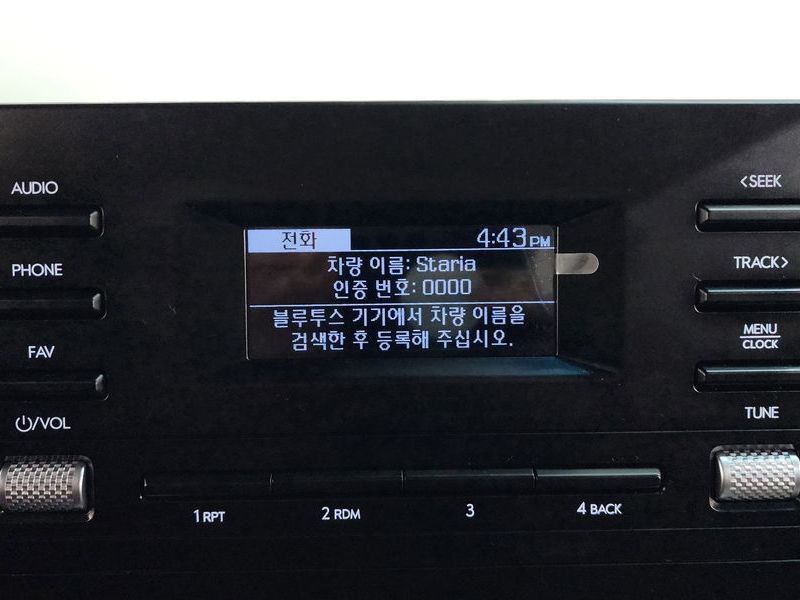 AUDIO
PHONE
FAV
⏻/VOL
전화 4:43PM
차량 이름: Staria
인증 번호: 0000
블루투스 기기에서 차량 이름을
검색한 후 등록해 주십시오.
<SEEK
TRACK>
MENU
CLOCK
TUNE
1 RPT 2 RDM 3 4 BACK